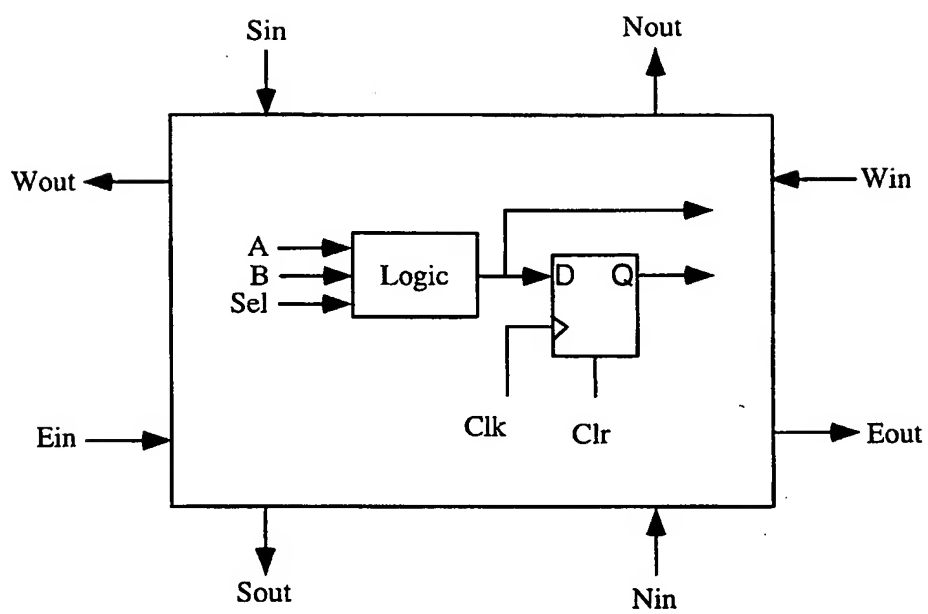 Sin
Nout
Wout
Win
A
B
Sel
Logic
D
Q
Ein
Clk
Clr
Eout
Sout
Nin